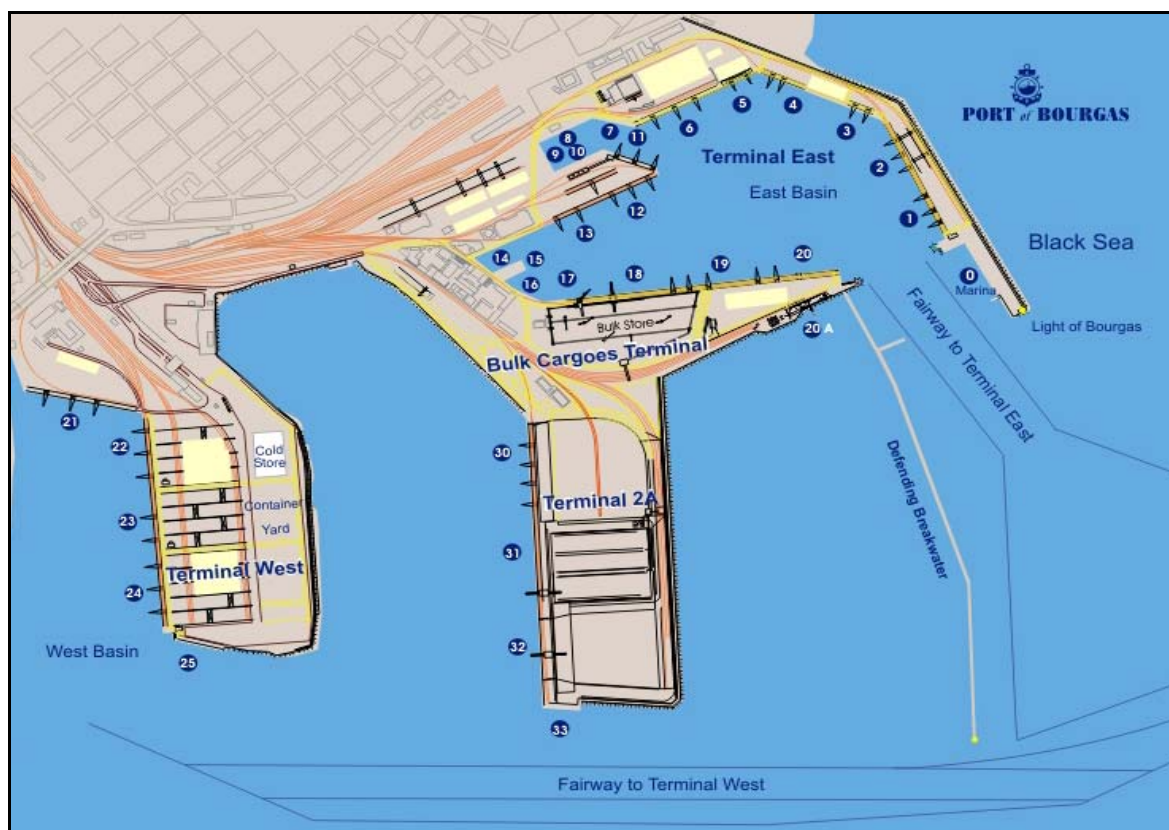 PORT of BOURGAS
5
4
3
6
7
11
8
9
10
Terminal East
East Basin
2
1
12
13
0
Marina
Black Sea
Light of Bourgas
14
15
16
17
18
19
20
Bulk Store
20 A
Bulk Cargoes Terminal
Fairway to Terminal East
Defending Breakwater
21
22
Cold
Store
23
Container
Yard
24
Terminal West
25
West Basin
30
Terminal 2A
31
32
33
Fairway to Terminal West